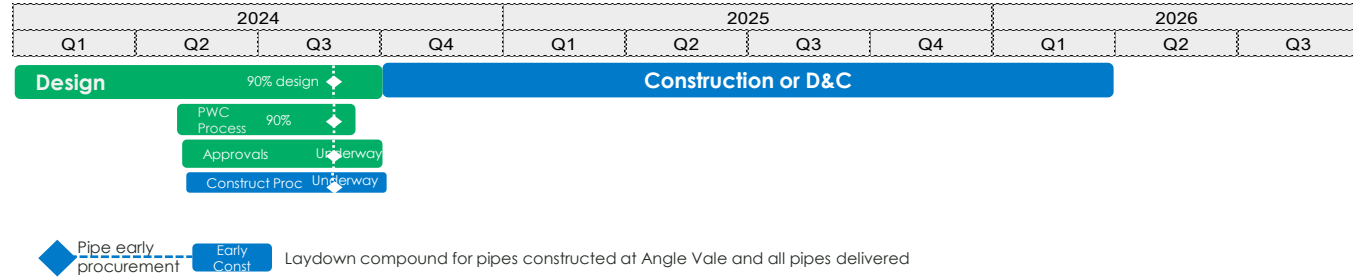 2024 2025 2026
Q1 Q2 Q3 Q4 Q1 Q2 Q3 Q4 Q1 Q2 Q3
Design 90% design Construction or D&C
PWC
Process 90%
Approvals Underway
Construct Proc Underway
Pipe early
procurement
Early
Const
Laydown compound for pipes constructed at Angle Vale and all pipes delivered